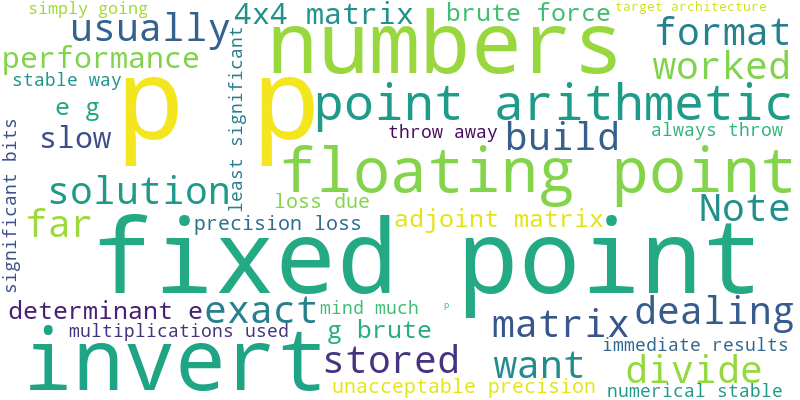 simply going
4x4 matrix
brute force
target architecture
usually
numbers
format
performance
worked
stable way
p p
point arithmetic
e g
least significant
slow
throw away
build
always throw
significant bits
floating point
solution
loss due
Note
far
precision loss
adjoint matrix
fixed point
determinant e
exact
mind much
p
dealing
multiplications used
g brute
matrix
invert
stored
want
immediate results
divide
unacceptable precision
numerical stable